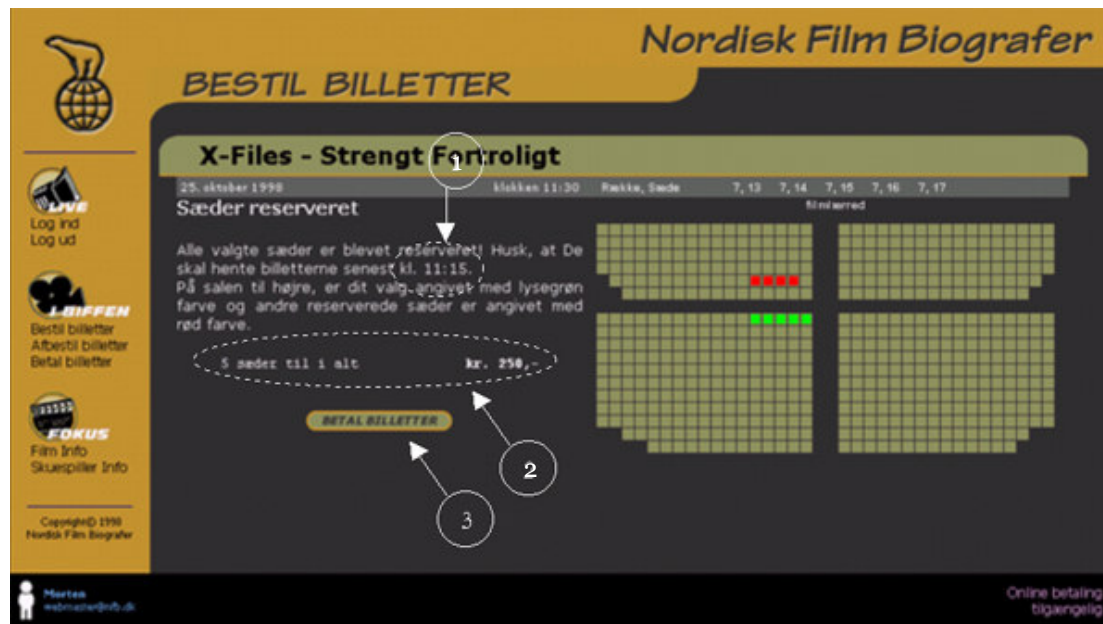 Nordisk Film Biografer
BESTIL BILLETTER
X-Files - Strengt Fortroligt
1
25. oktober 1998 klokken 11:30 Række, Sæde 7, 13 7, 14 7, 15 7, 16 7, 17
filmlærred
Sæder reserveret
Alle valgte sæder er blevet reserveret! Husk, at De
skal hente billetterne senest kl. 11:15.
På salen til højre, er dit valg angivet med lysegrøn
farve og andre reserverede sæder er angivet med
rød farve.
5 sæder til i alt kr. 250,-
BETAL BILLETTER
2
3
LIVE
Log ind
Log ud
I BIFFEN
Bestil billetter
Afbestil billetter
Betal billetter
FOKUS
Film Info
Skuespiller Info
Copyright© 1998
Nordisk Film Biografer
Morten
webmaster@nfb.dk
Online betaling
tilgængelig